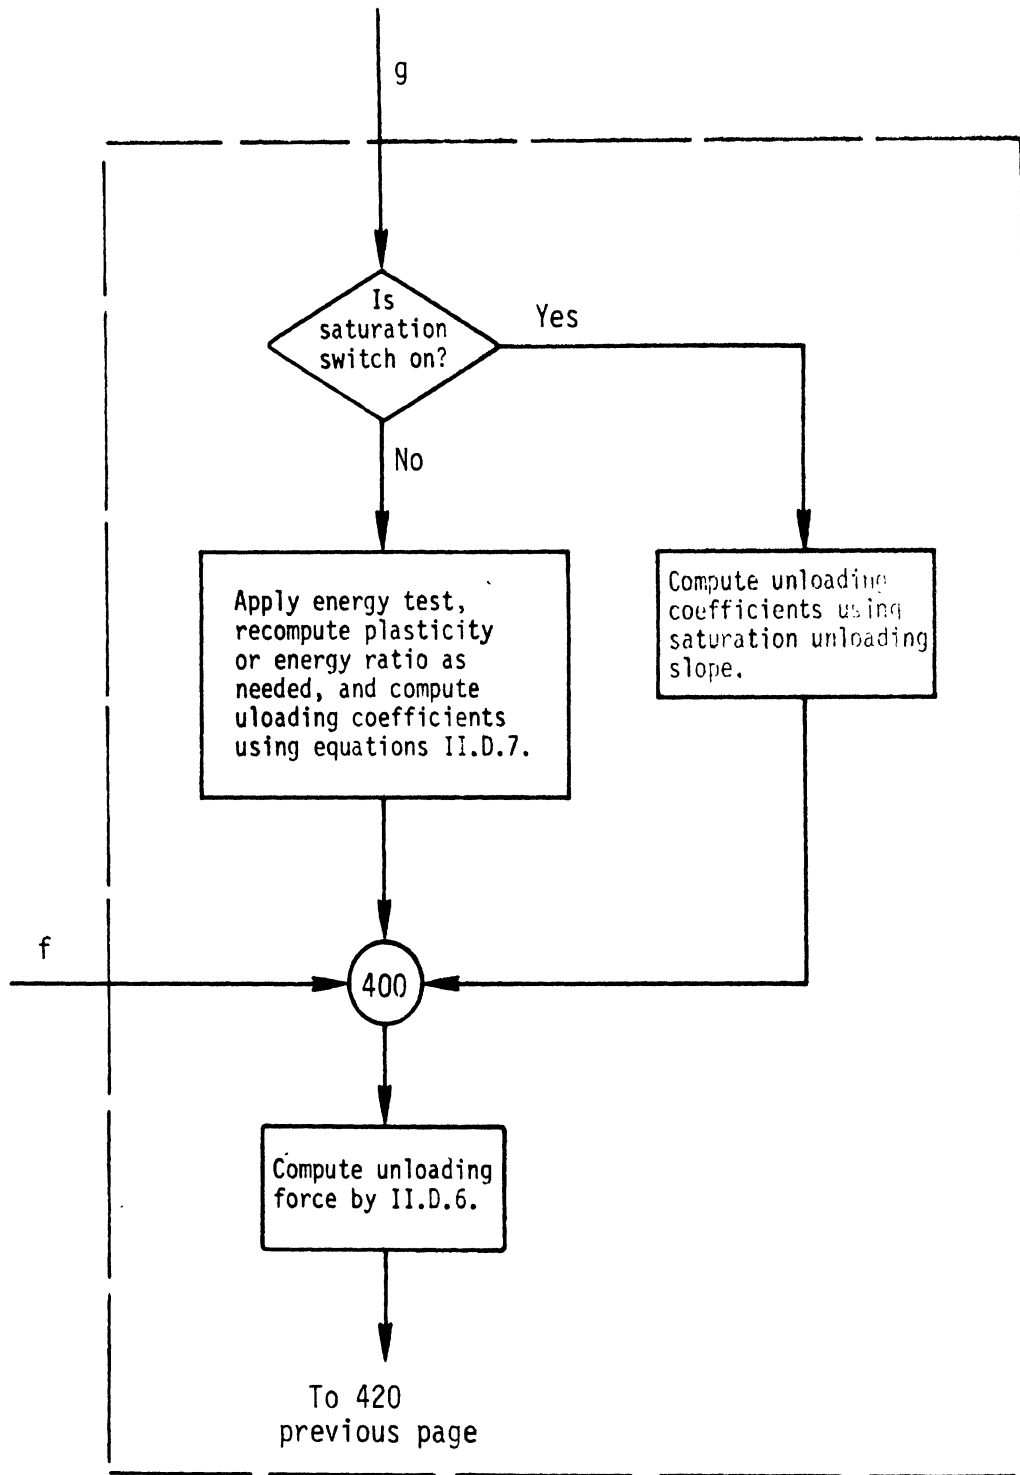 g
Is
saturation
switch on?
Yes
No
Apply energy test,
recompute plasticity
or energy ratio as
needed, and compute
uloading coefficients
using equations II.D.7.
Compute unloading
coefficients using
saturation unloading
slope.
f
400
Compute unloading
force by II.D.6.
To 420
previous page